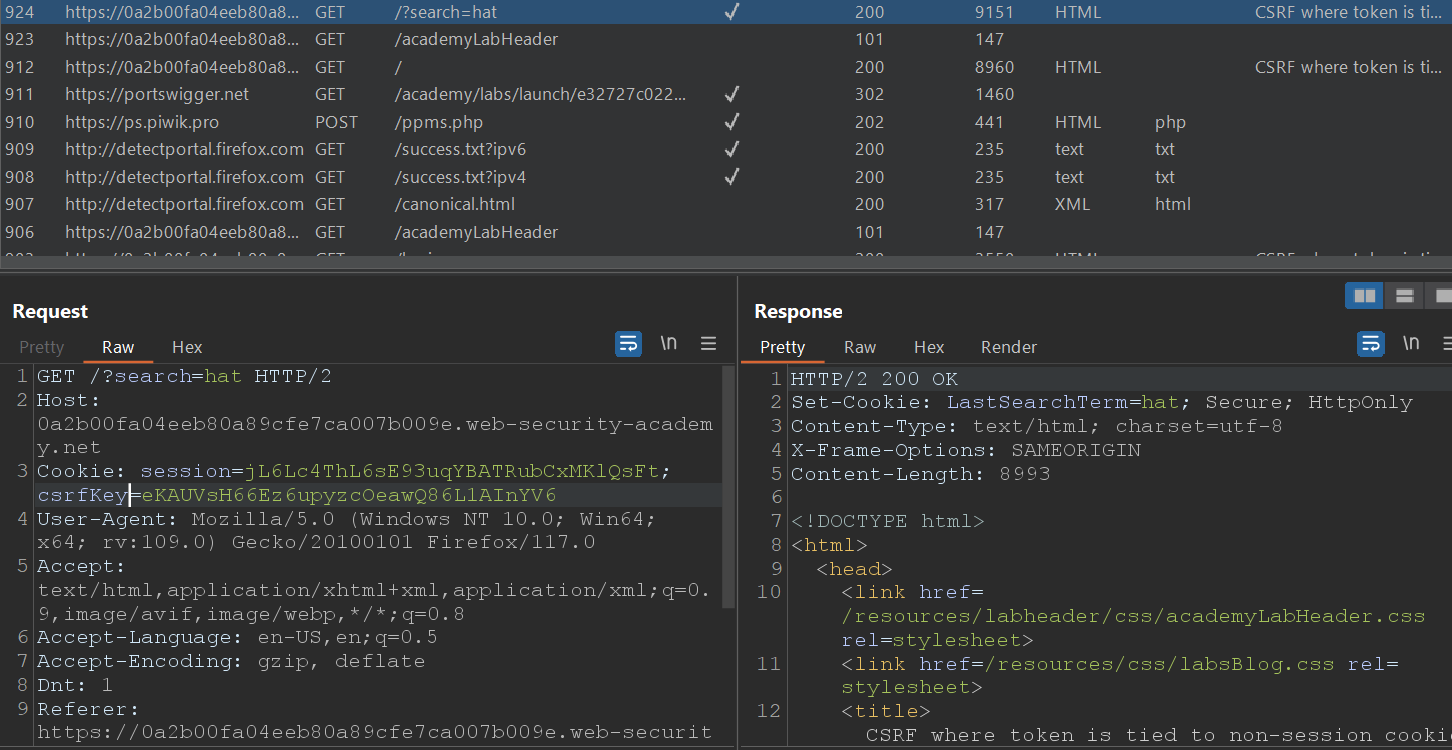 924 https://0a2b00fa04eeb80a8... GET /?search=hat ✓ 200 9151 HTML CSRF where token is ti...
923 https://0a2b00fa04eeb80a8... GET /academyLabHeader 101 147
912 https://0a2b00fa04eeb80a8... GET / 200 8960 HTML CSRF where token is ti...
911 https://portswigger.net GET /academy/labs/launch/e32727c022... ✓ 302 1460
910 https://ps.piwik.pro POST /ppms.php ✓ 202 441 HTML php
909 http://detectportal.firefox.com GET /success.txt?ipv6 ✓ 200 235 text txt
908 http://detectportal.firefox.com GET /success.txt?ipv4 ✓ 200 235 text txt
907 http://detectportal.firefox.com GET /canonical.html 200 317 XML html
906 https://0a2b00fa04eeb80a8... GET /academyLabHeader 101 147
Request
Pretty Raw Hex \n
1 GET /?search=hat HTTP/2
2 Host:
0a2b00fa04eeb80a89cfe7ca007b009e.web-security-academ
y.net
3 Cookie: session=jL6Lc4ThL6sE93uqYBATRubCxMKlQsFt;
csrfKey=eKAUVsH66Ez6upyzcOeawQ86L1AInYV6
4 User-Agent: Mozilla/5.0 (Windows NT 10.0; Win64;
x64; rv:109.0) Gecko/20100101 Firefox/117.0
5 Accept:
text/html,application/xhtml+xml,application/xml;q=0.
9,image/avif,image/webp,*/*;q=0.8
6 Accept-Language: en-US,en;q=0.5
7 Accept-Encoding: gzip, deflate
8 Dnt: 1
9 Referer:
https://0a2b00fa04eeb80a89cfe7ca007b009e.web-securit
Response
Pretty Raw Hex Render \n
1 HTTP/2 200 OK
2 Set-Cookie: LastSearchTerm=hat; Secure; HttpOnly
3 Content-Type: text/html; charset=utf-8
4 X-Frame-Options: SAMEORIGIN
5 Content-Length: 8993
6
7 <!DOCTYPE html>
8 <html>
9 <head>
10 <link href=
/resources/labheader/css/academyLabHeader.css
rel=stylesheet>
11 <link href=/resources/css/labsBlog.css rel=
stylesheet>
12 <title>
CSRF where token is tied to non-session cooki